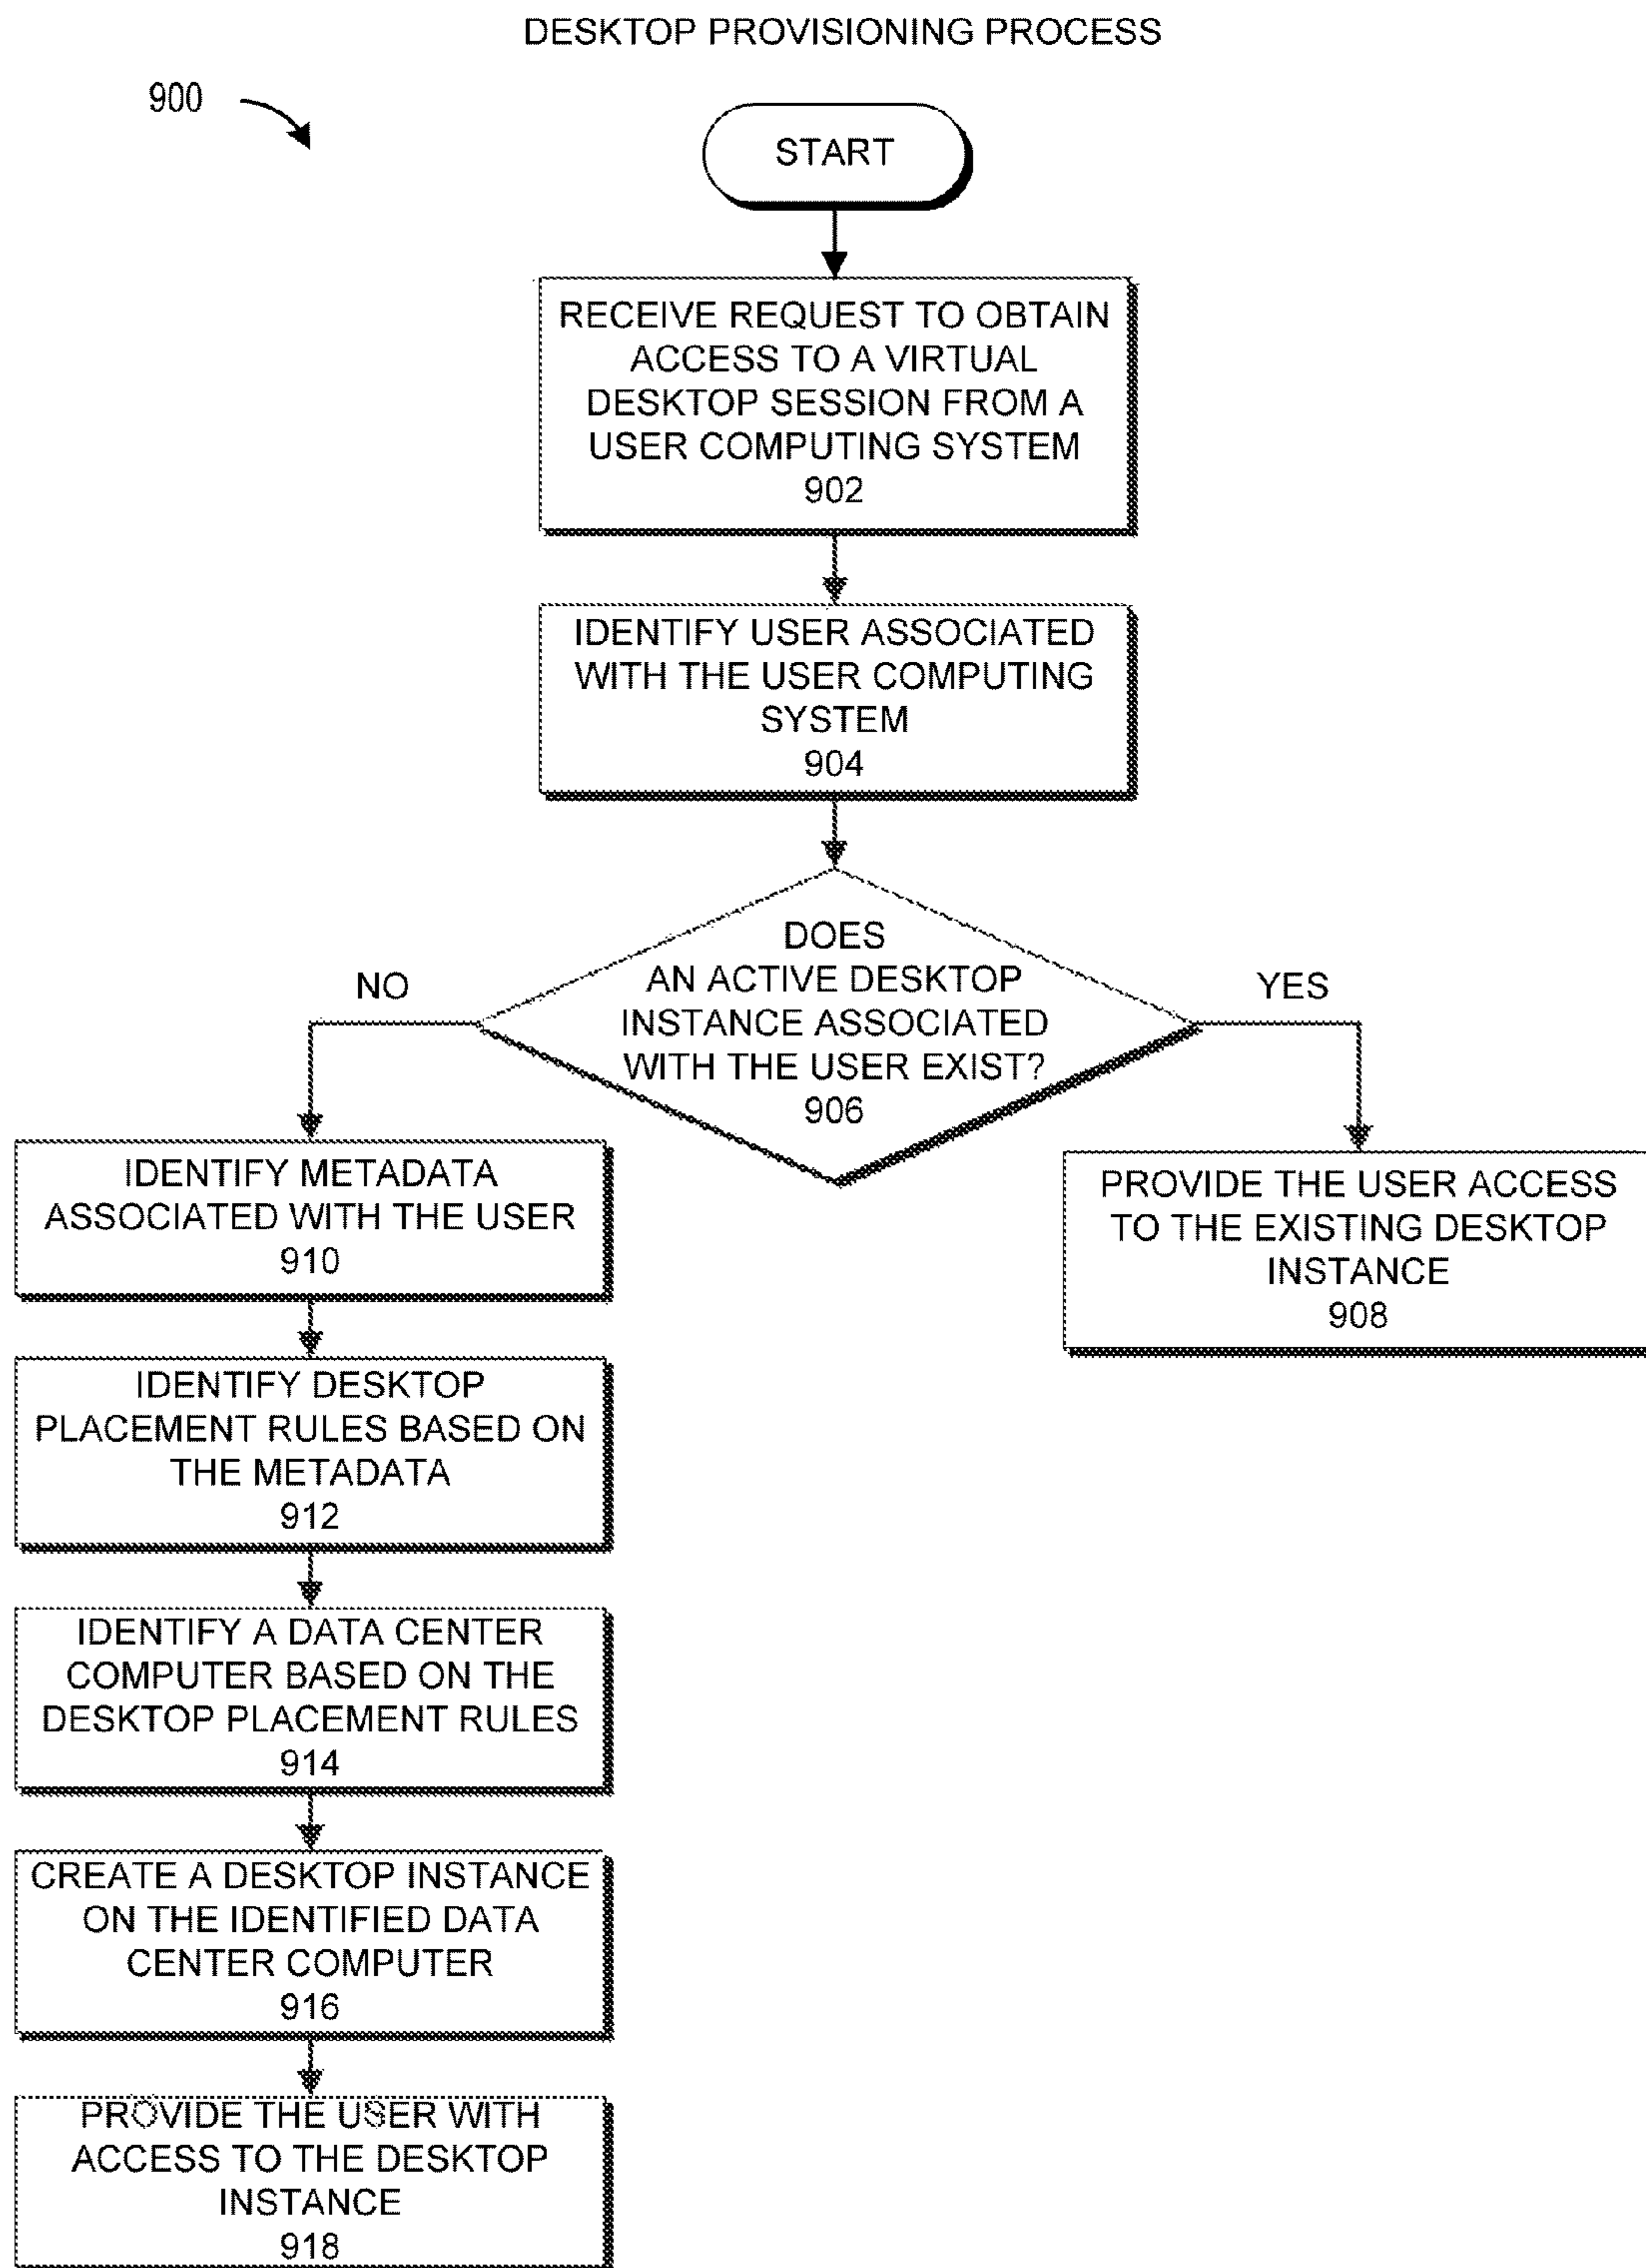 DESKTOP PROVISIONING PROCESS
900
START
RECEIVE REQUEST TO OBTAIN
ACCESS TO A VIRTUAL
DESKTOP SESSION FROM A
USER COMPUTING SYSTEM
902
IDENTIFY USER ASSOCIATED
WITH THE USER COMPUTING
SYSTEM
904
DOES
AN ACTIVE DESKTOP
INSTANCE ASSOCIATED
WITH THE USER EXIST?
906
NO
YES
IDENTIFY METADATA
ASSOCIATED WITH THE USER
910
PROVIDE THE USER ACCESS
TO THE EXISTING DESKTOP
INSTANCE
908
IDENTIFY DESKTOP
PLACEMENT RULES BASED ON
THE METADATA
912
IDENTIFY A DATA CENTER
COMPUTER BASED ON THE
DESKTOP PLACEMENT RULES
914
CREATE A DESKTOP INSTANCE
ON THE IDENTIFIED DATA
CENTER COMPUTER
916
PROVIDE THE USER WITH
ACCESS TO THE DESKTOP
INSTANCE
918